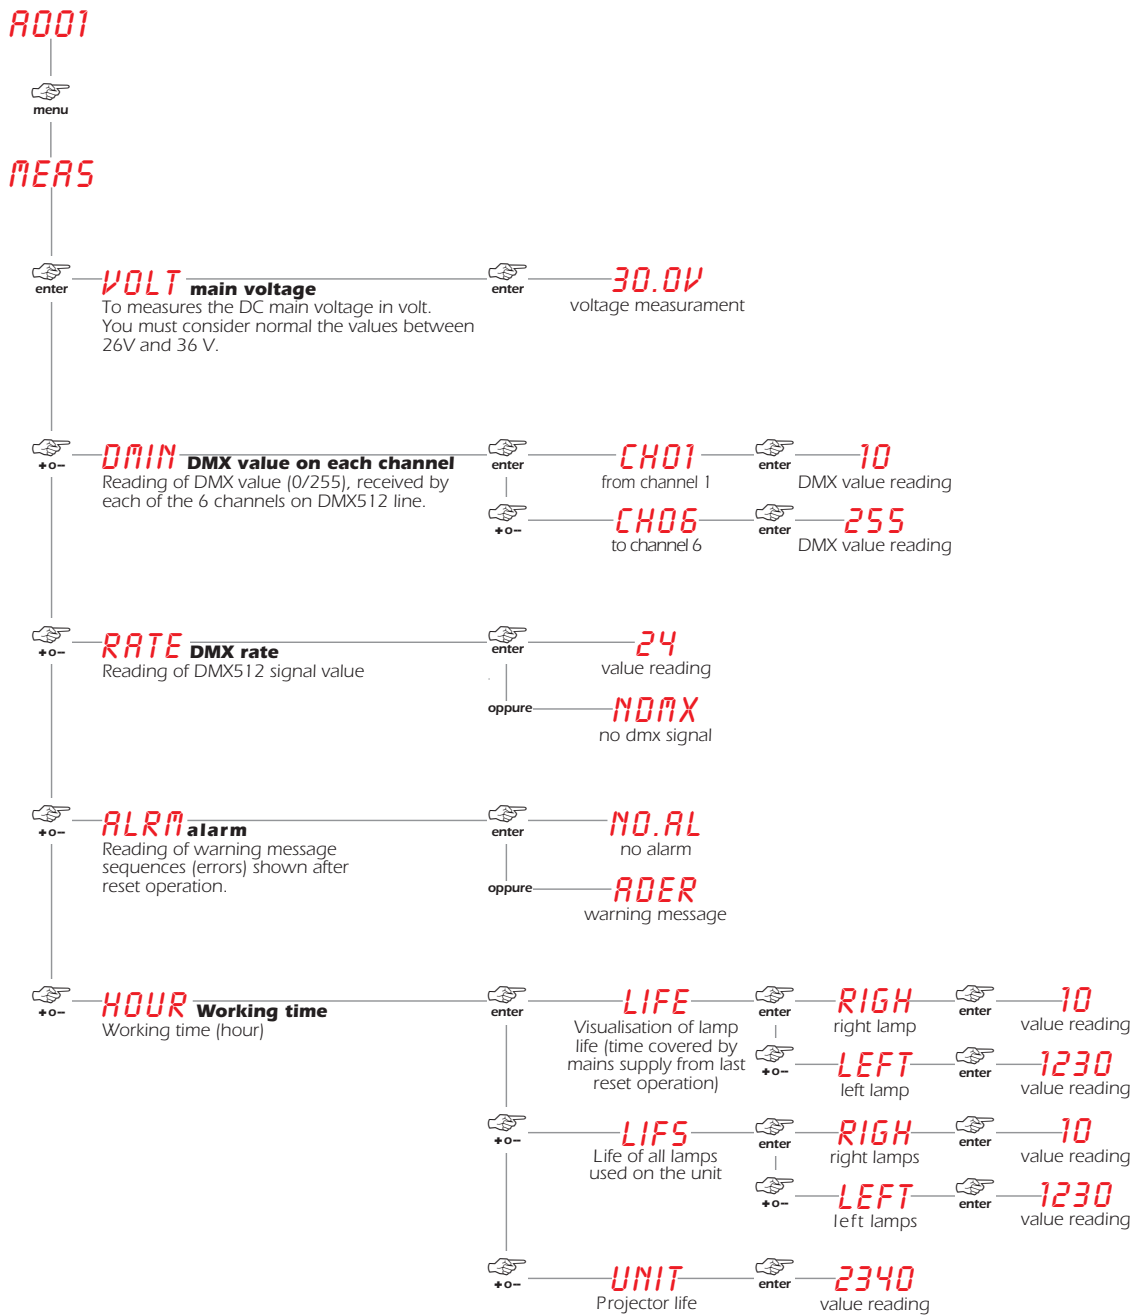 A001
menu
MEAS
enter
VOLT main voltage
To measures the DC main voltage in volt.
You must consider normal the values between
26V and 36 V.
enter
30.0V
voltage measurament
+o–
DMIN DMX value on each channel
Reading of DMX value (0/255), received by
each of the 6 channels on DMX512 line.
enter
CH01
from channel 1
enter
10
DMX value reading
+o–
CH06
to channel 6
enter
255
DMX value reading
+o–
RATE DMX rate
Reading of DMX512 signal value
enter
24
value reading
oppure
NDMX
no dmx signal
+o–
ALRM alarm
Reading of warning message
sequences (errors) shown after
reset operation.
enter
NO.AL
no alarm
oppure
ADER
warning message
+o–
HOUR Working time
Working time (hour)
enter
LIFE
Visualisation of lamp
life (time covered by
mains supply from last
reset operation)
enter
RIGH
right lamp
enter
10
value reading
+o–
LEFT
left lamp
enter
1230
value reading
+o–
LIFS
Life of all lamps
used on the unit
enter
RIGH
right lamps
enter
10
value reading
+o–
LEFT
left lamps
enter
1230
value reading
+o–
UNIT
Projector life
enter
2340
value reading